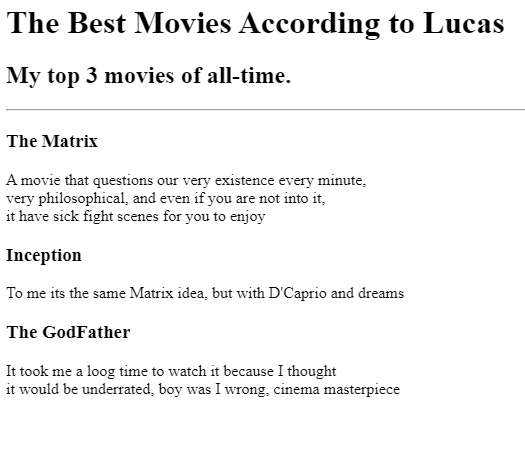 The Best Movies According to Lucas
My top 3 movies of all-time.
The Matrix
A movie that questions our very existence every minute,
very philosophical, and even if you are not into it,
it have sick fight scenes for you to enjoy
Inception
To me its the same Matrix idea, but with D'Caprio and dreams
The GodFather
It took me a loog time to watch it because I thought
it would be underrated, boy was I wrong, cinema masterpiece